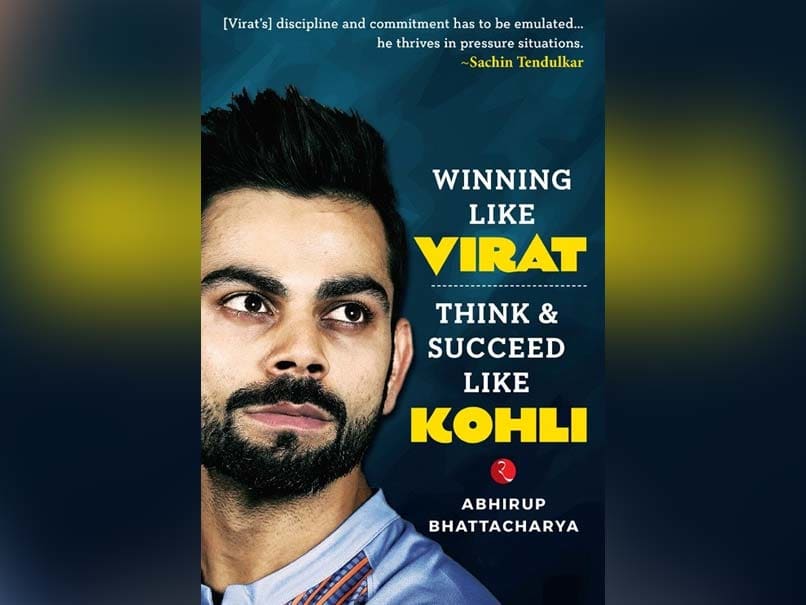 [Virat's] discipline and commitment has to be emulated...
he thrives in pressure situations.
~Sachin Tendulkar
WINNING
LIKE
VIRAT
THINK &
SUCCEED
LIKE
KOHLI
ABHIRUP
BHATTACHARYA